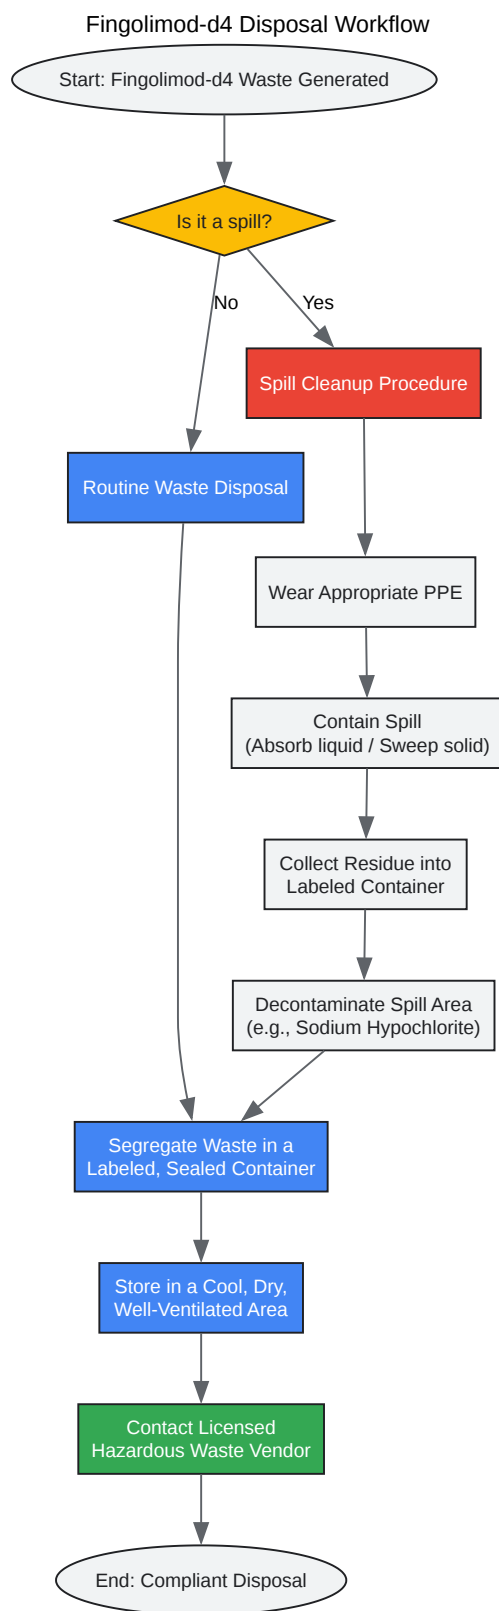 Fingolimod-d4 Disposal Workflow
Start: Fingolimod-d4 Waste Generated
Is it a spill?
No
Yes
Spill Cleanup Procedure
Routine Waste Disposal
Wear Appropriate PPE
Contain Spill
(Absorb liquid / Sweep solid)
Collect Residue into
Labeled Container
Decontaminate Spill Area
(e.g., Sodium Hypochlorite)
Segregate Waste in a
Labeled, Sealed Container
Store in a Cool, Dry,
Well-Ventilated Area
Contact Licensed
Hazardous Waste Vendor
End: Compliant Disposal